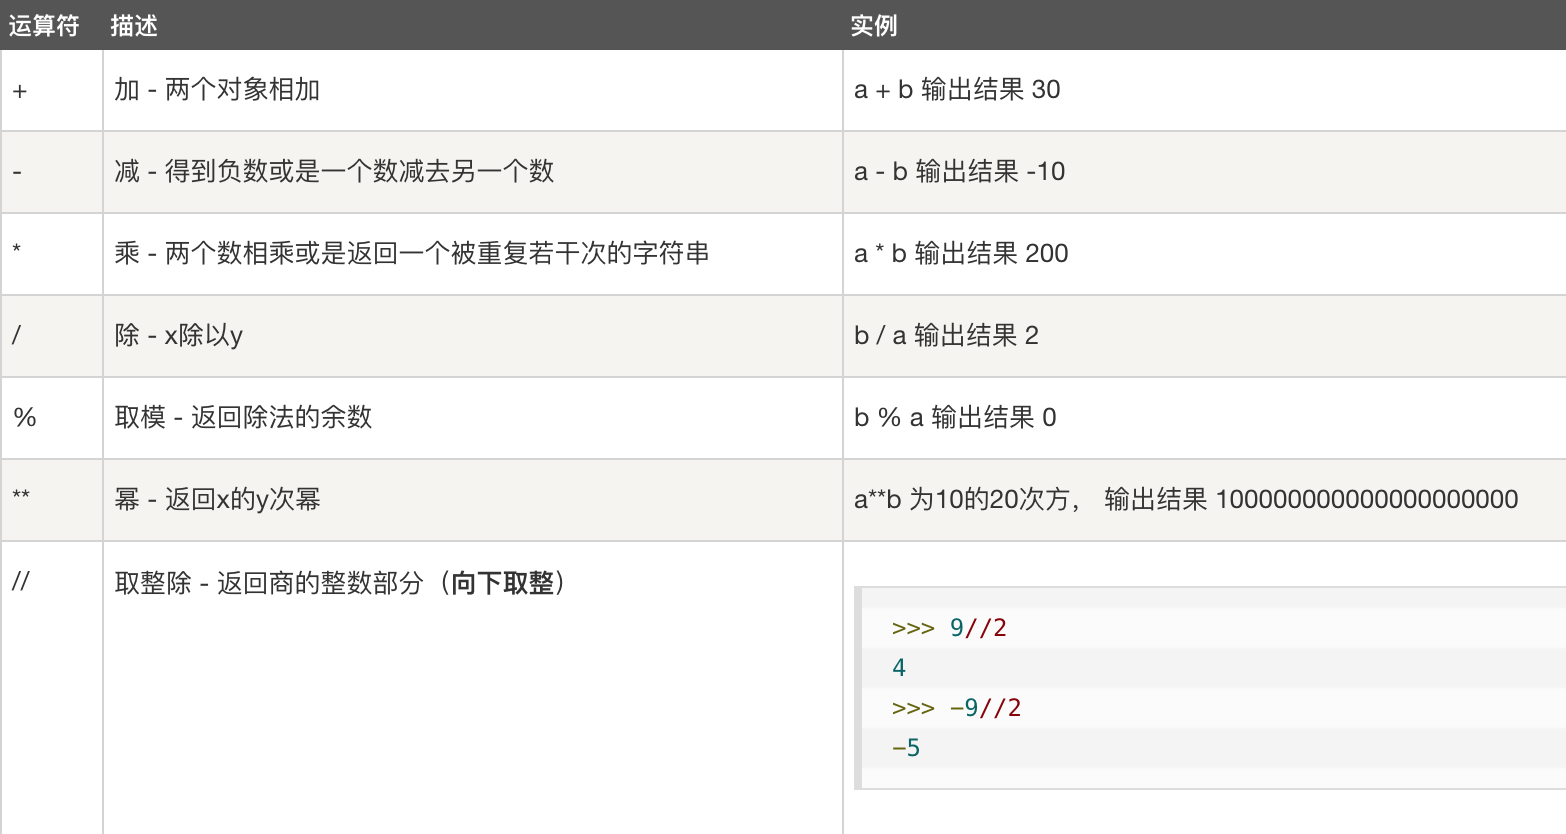 运算符 描述 实例
+ 加 - 两个对象相加 a + b 输出结果 30
- 减 - 得到负数或是一个数减去另一个数 a - b 输出结果 -10
* 乘 - 两个数相乘或是返回一个被重复若干次的字符串 a * b 输出结果 200
/ 除 - x除以y b / a 输出结果 2
% 取模 - 返回除法的余数 b % a 输出结果 0
** 幂 - 返回x的y次幂 a**b 为10的20次方， 输出结果 100000000000000000000
// 取整除 - 返回商的整数部分（向下取整）
>>> 9//2
4
>>> -9//2
-5